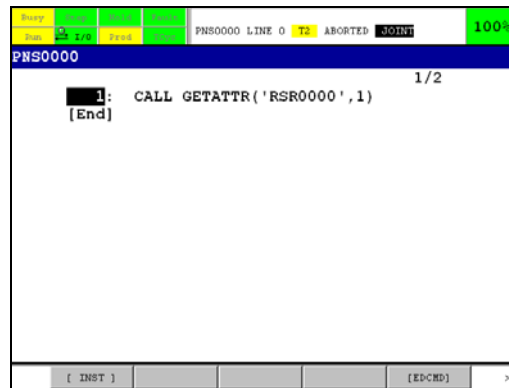 Busy Step Hold Fault
Run I/O Prod TCyc
PNS0000 LINE 0 T2 ABORTED JOINT
100%
PNS0000
1/2
1: CALL GETATTR('RSR0000',1)
[End]
[ INST ] [EDCMD] >